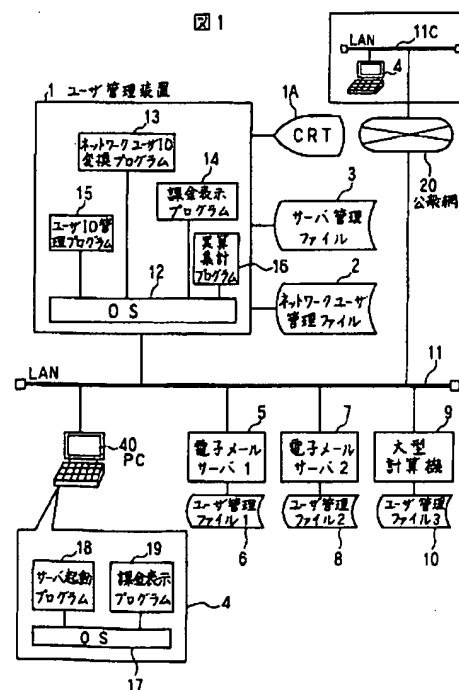 図1
LAN
11C
4
1 ユーザ管理装置
13
ネットワークユーザID
変換プログラム
14
課金表示
プログラム
15
ユーザID管
理プログラム
12
実算
集計
プログラム
16
OS
1A
CRT
20
公衆網
3
サーバ管理
ファイル
2
ネットワークユーザ
管理ファイル
LAN
11
40
PC
5
電子メール
サーバ1
7
電子メール
サーバ2
9
大型
計算機
ユーザ管理
ファイル1
6
ユーザ管理
ファイル2
8
ユーザ管理
ファイル3
10
18
サーバ起動
プログラム
19
課金表示
プログラム
4
OS
17